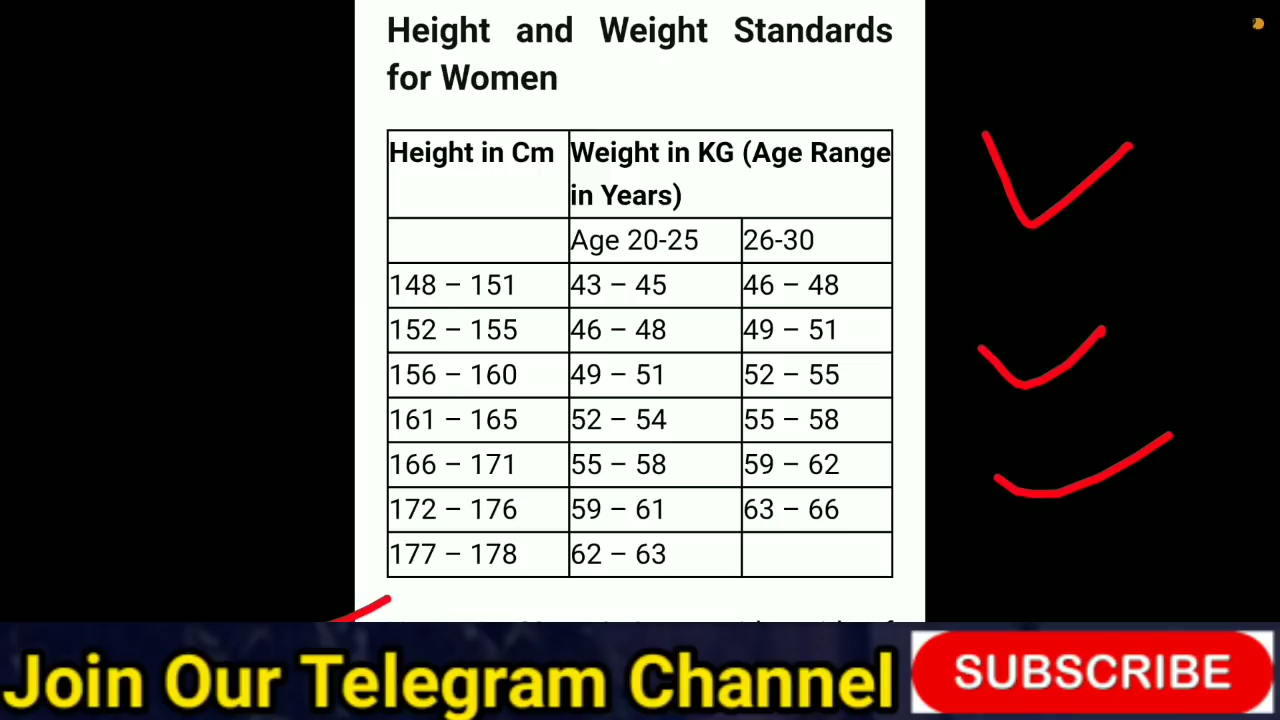 Height and Weight Standards
for Women
Height in Cm Weight in KG (Age Range
in Years)
Age 20-25 26-30
148 – 151 43 – 45 46 – 48
152 – 155 46 – 48 49 – 51
156 – 160 49 – 51 52 – 55
161 – 165 52 – 54 55 – 58
166 – 171 55 – 58 59 – 62
172 – 176 59 – 61 63 – 66
177 – 178 62 – 63
Join Our Telegram Channel SUBSCRIBE